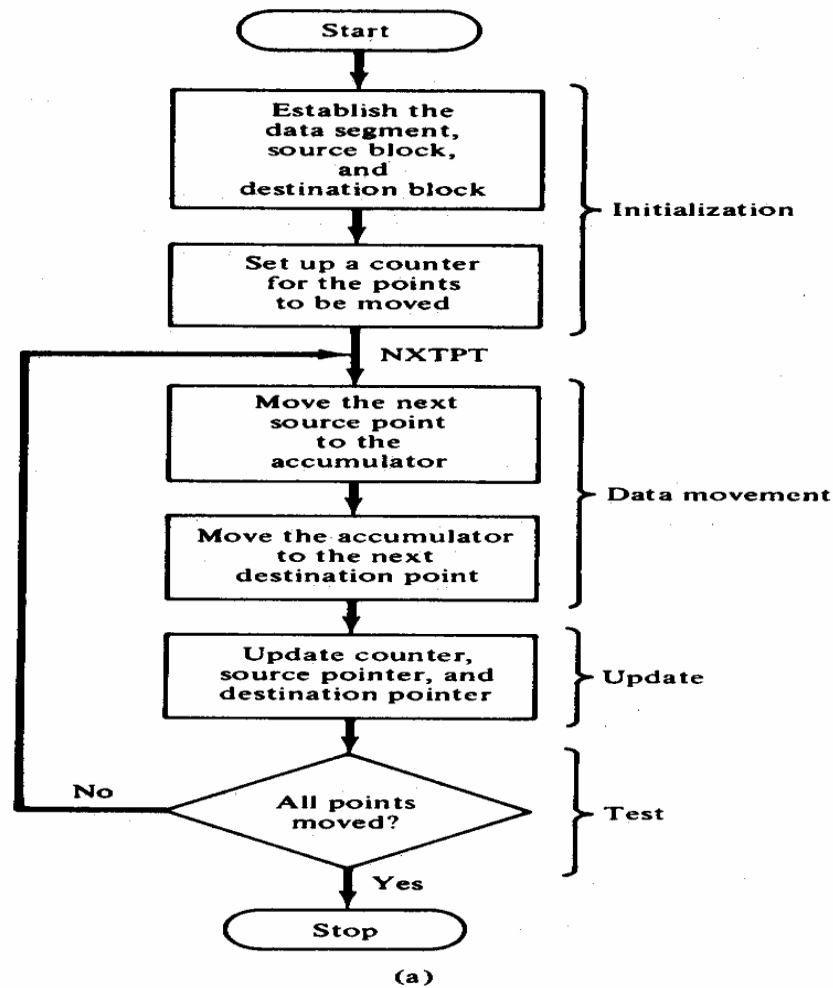 Start
Establish the
data segment,
source block,
and
destination block
Initialization
Set up a counter
for the points
to be moved
NXTPT
Move the next
source point
to the
accumulator
Data movement
Move the accumulator
to the next
destination point
Update counter,
source pointer, and
destination pointer
Update
All points
moved?
Test
No
Yes
Stop
(a)